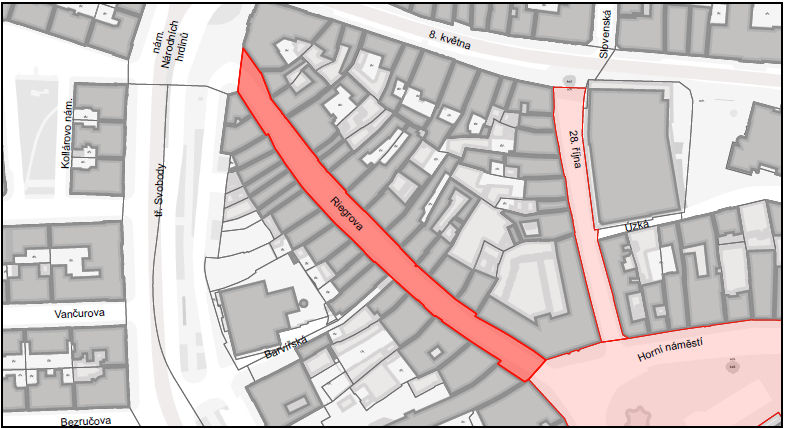 nám.
Národních
hrdinů
8. května
Slovenská
Kollárovo nám.
28. října
tř. Svobody
Riegrova
Úzká
Vančurova
Barvířská
Horní náměstí
Bezručova